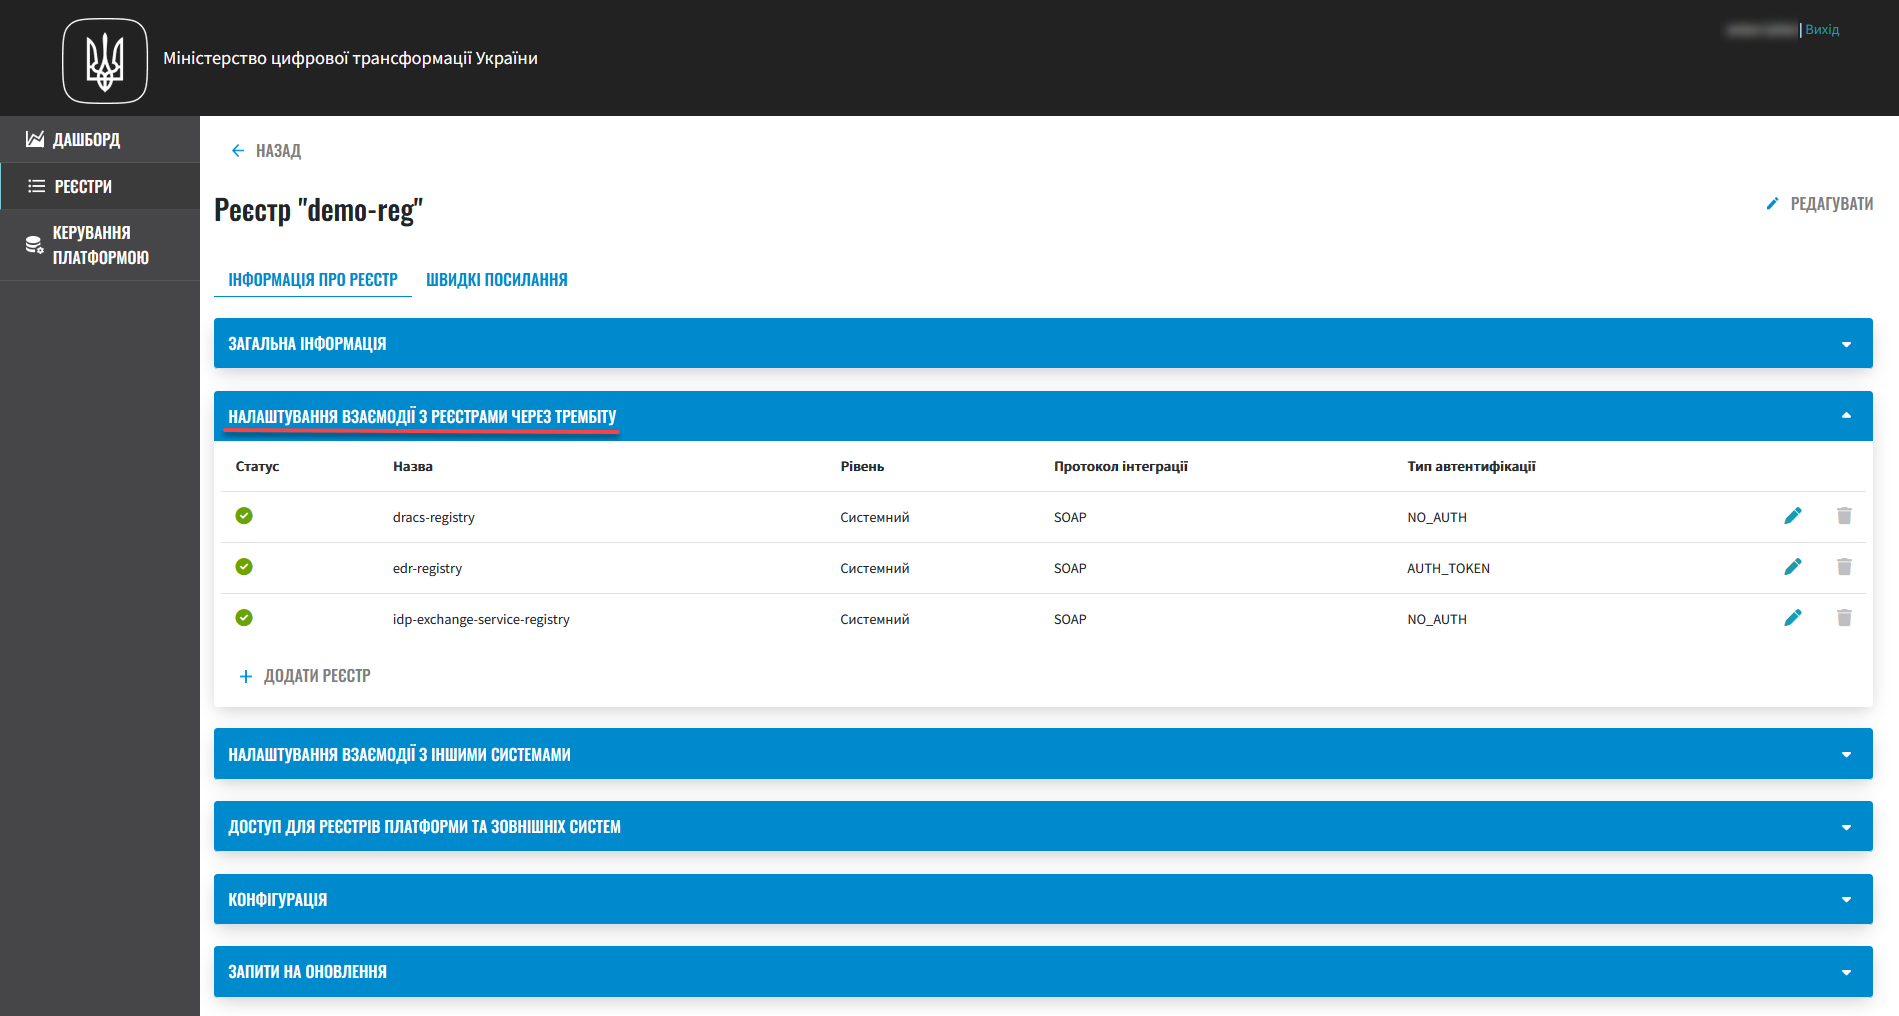 Міністерство цифрової трансформації України
| Вихід
ДАШБОРД
РЕЄСТРИ
КЕРУВАННЯ
ПЛАТФОРМОЮ
НАЗАД
Реєстр "demo-reg"
РЕДАГУВАТИ
ІНФОРМАЦІЯ ПРО РЕЄСТР ШВИДКІ ПОСИЛАННЯ
ЗАГАЛЬНА ІНФОРМАЦІЯ
НАЛАШТУВАННЯ ВЗАЄМОДІЇ З РЕЄСТРАМИ ЧЕРЕЗ ТРЕМБІТУ
Статус Назва Рівень Протокол інтеграції Тип автентифікації
dracs-registry Системний SOAP NO_AUTH
edr-registry Системний SOAP AUTH_TOKEN
idp-exchange-service-registry Системний SOAP NO_AUTH
+ ДОДАТИ РЕЄСТР
НАЛАШТУВАННЯ ВЗАЄМОДІЇ З ІНШИМИ СИСТЕМАМИ
ДОСТУП ДЛЯ РЕЄСТРІВ ПЛАТФОРМИ ТА ЗОВНІШНІХ СИСТЕМ
КОНФІГУРАЦІЯ
ЗАПИТИ НА ОНОВЛЕННЯ